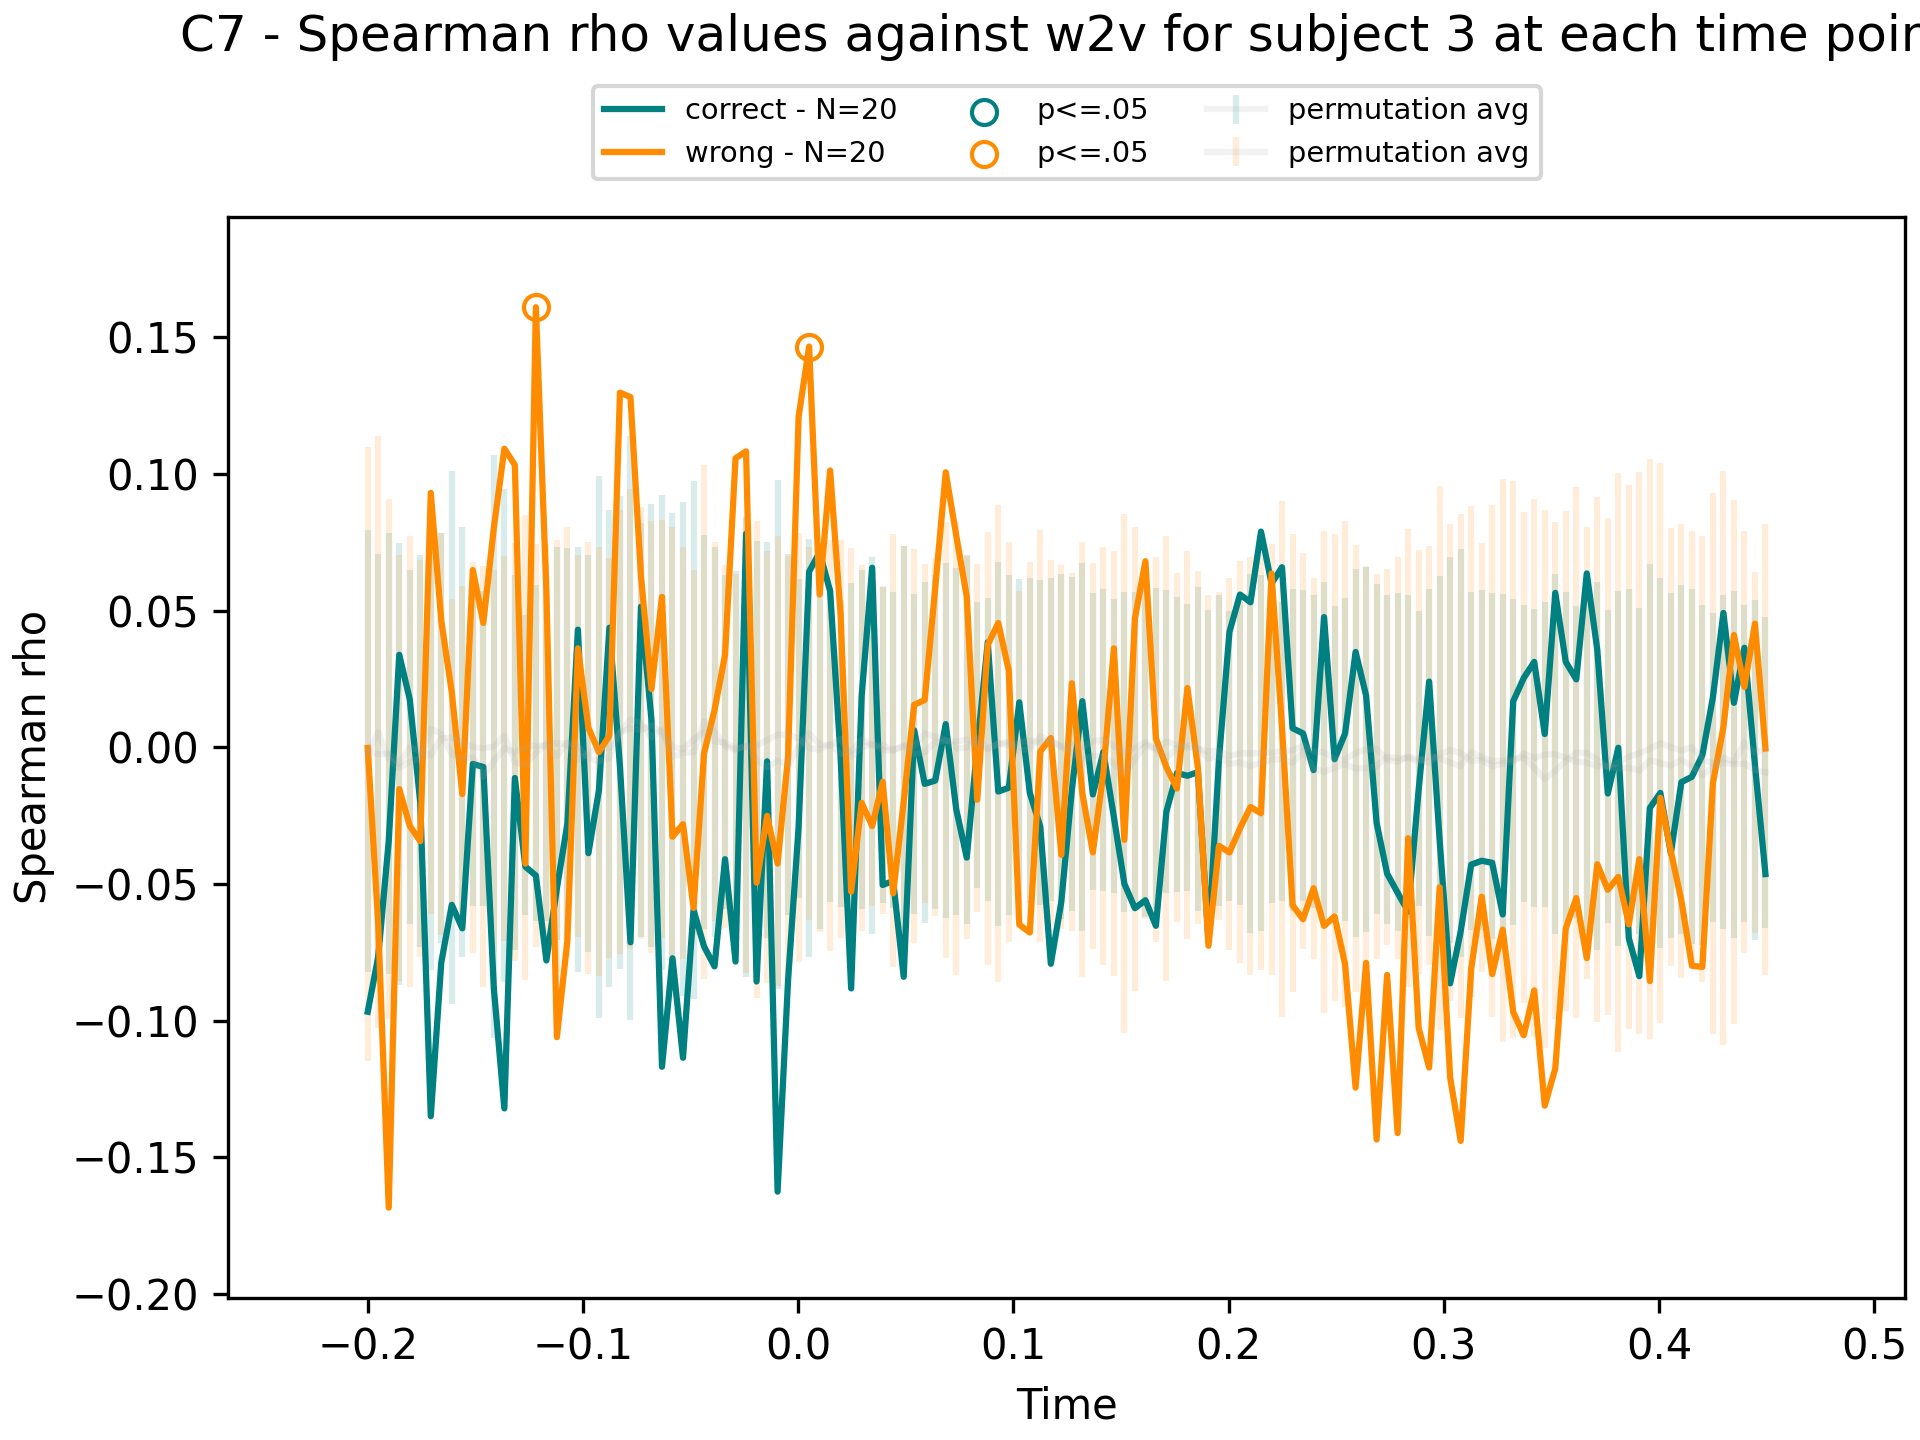 C7 - Spearman rho values against w2v for subject 3 at each time poin
correct - N=20
wrong - N=20
p<=.05
p<=.05
permutation avg
permutation avg
Spearman rho
0.15
0.10
0.05
0.00
−0.05
−0.10
−0.15
−0.20
−0.2 −0.1 0.0 0.1 0.2 0.3 0.4 0.5
Time